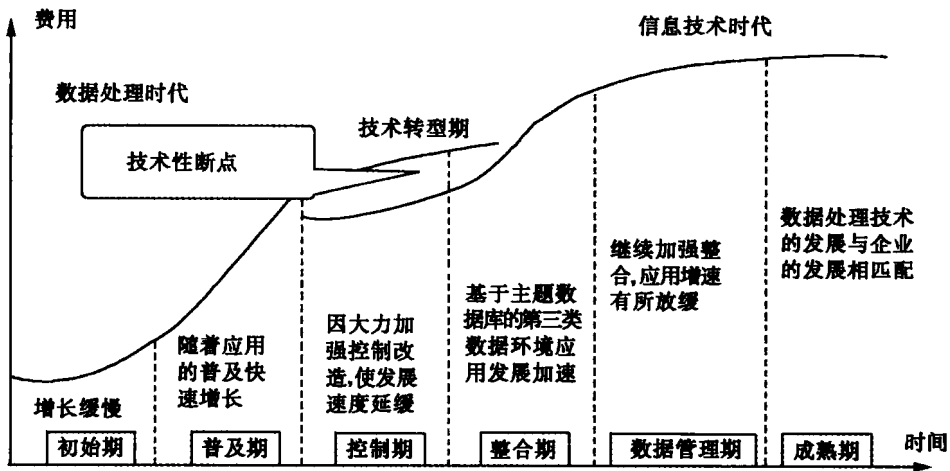 费用
信息技术时代
数据处理时代
技术转型期
技术性断点
增长缓慢
随着应用
的普及快
速增长
因大力加
强控制改
造,使发展
速度延缓
基于主题数
据库的第三类
数据环境应
用发展加速
继续加强整
合,应用增速
有所放缓
数据处理技术
的发展与企业
的发展相匹配
初始期
普及期
控制期
整合期
数据管理期
成熟期
时间